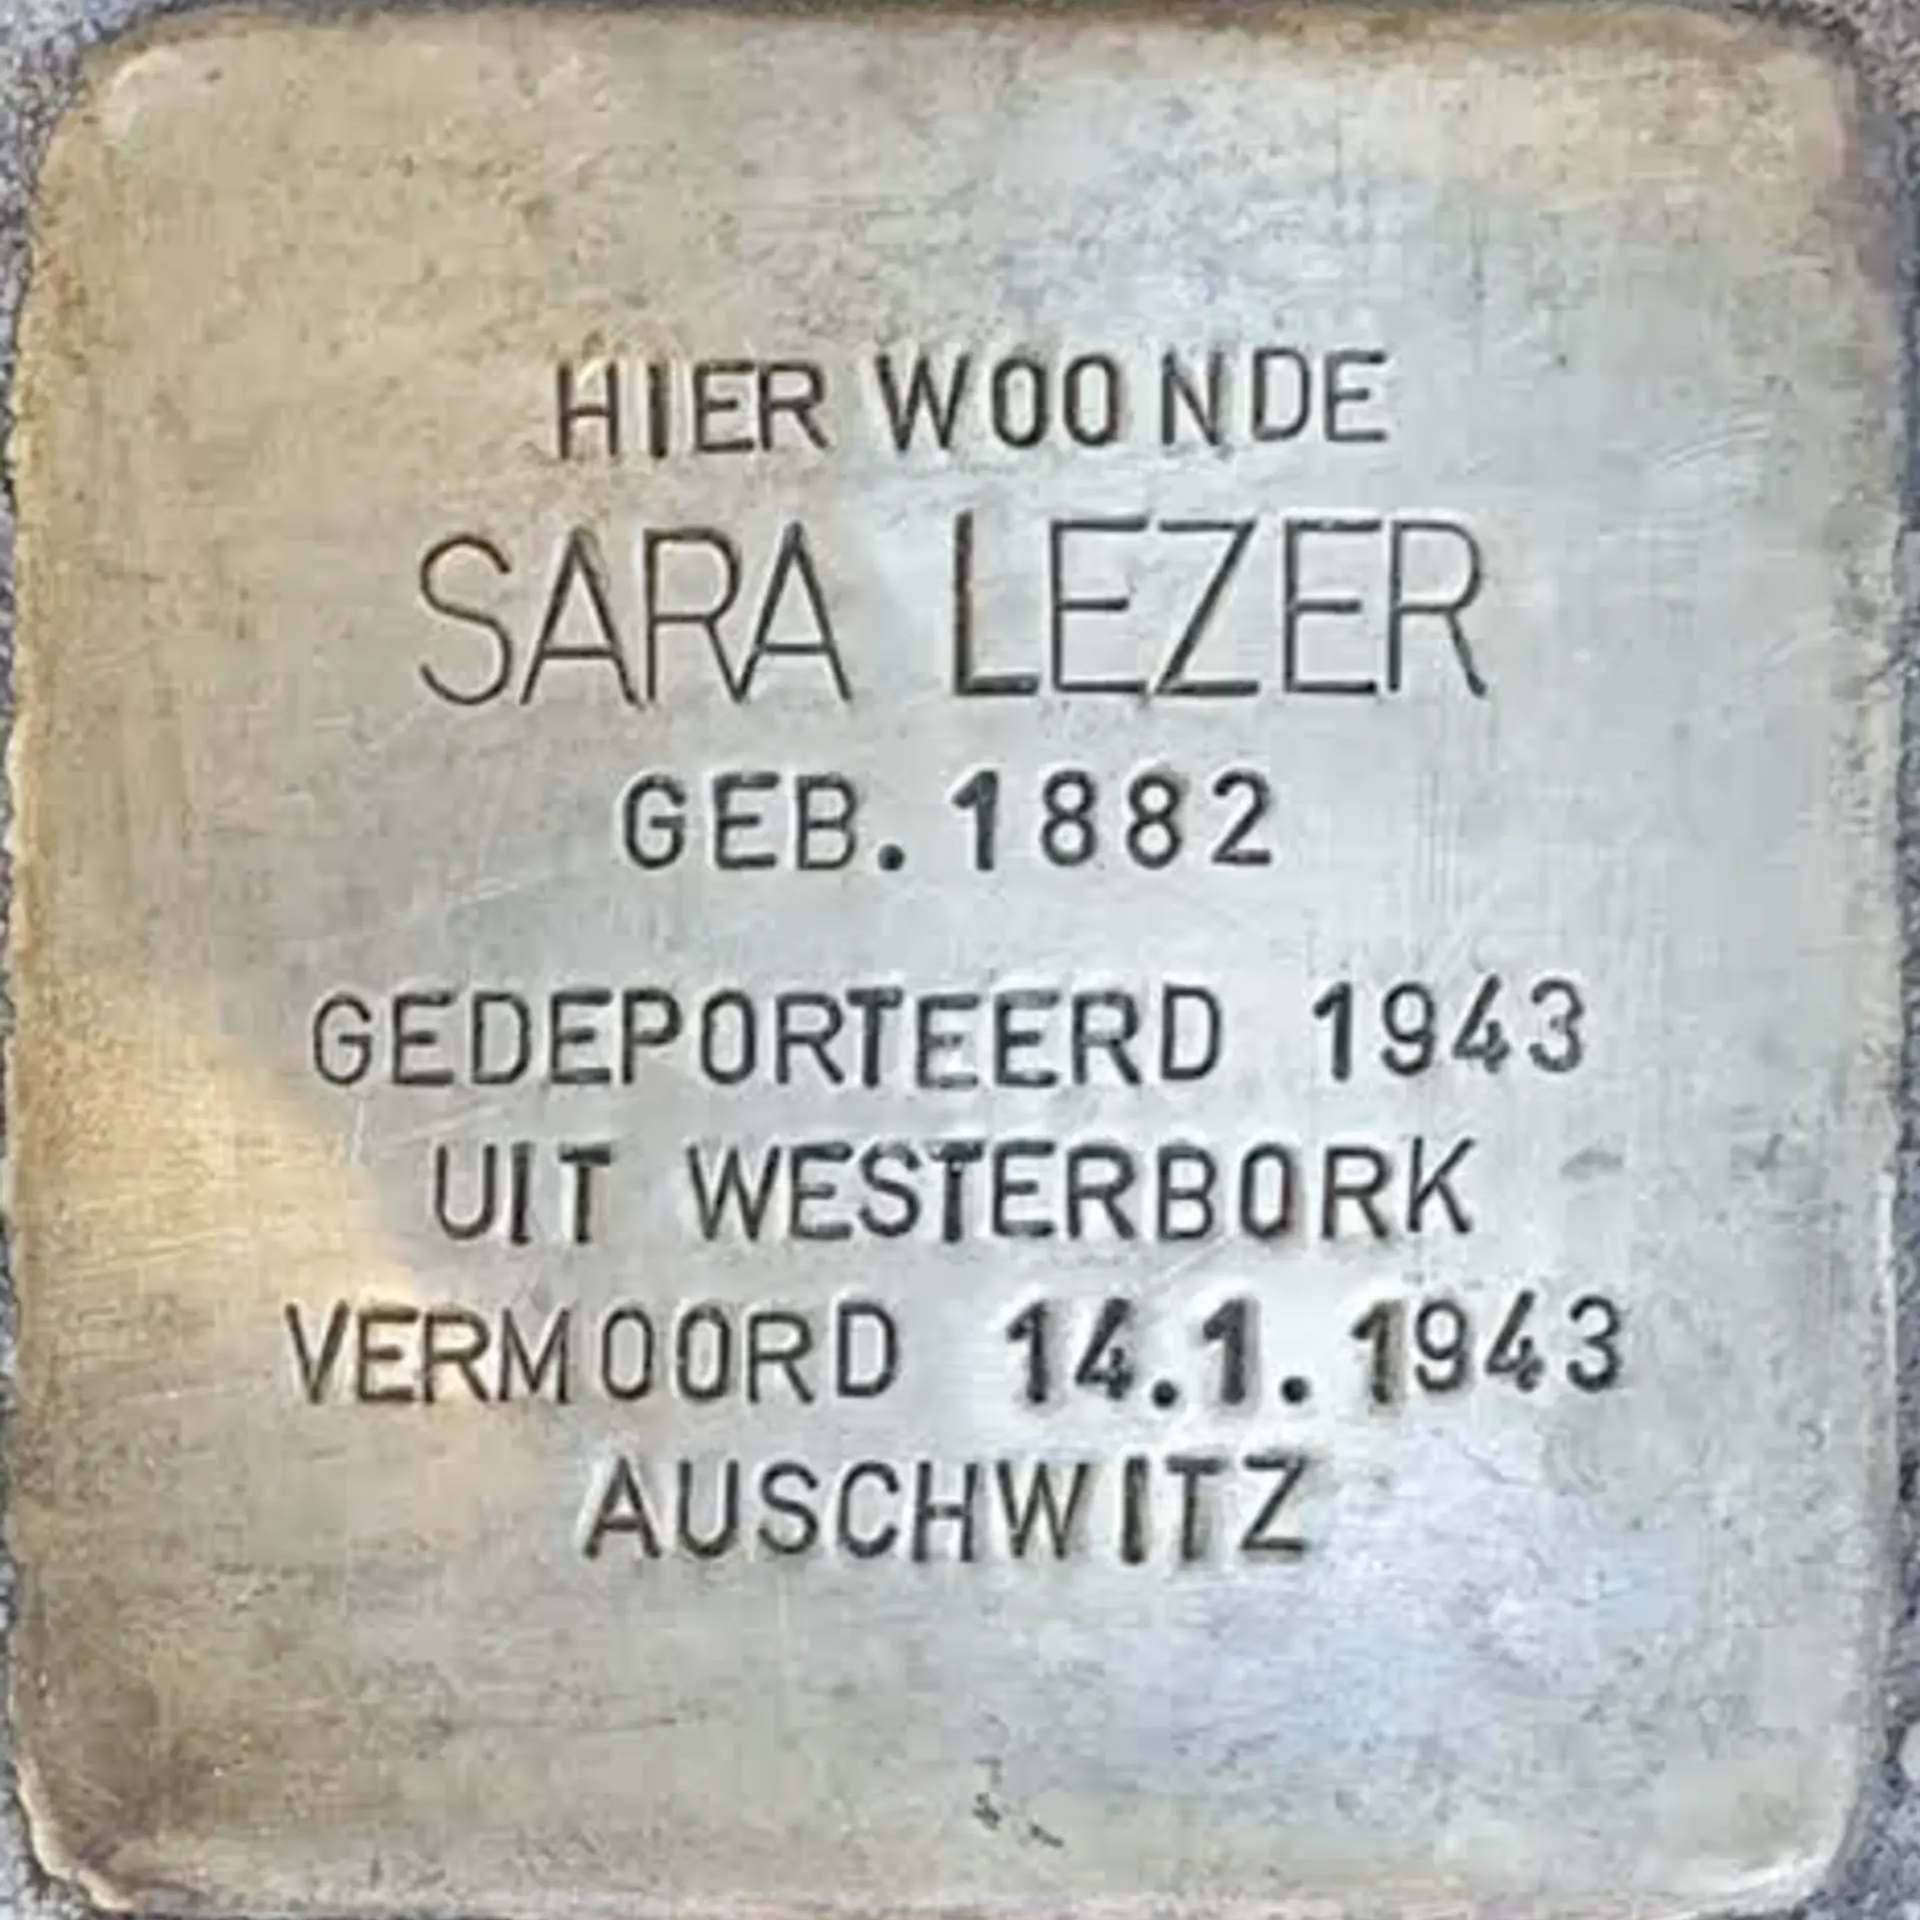 HIER WOONDE
SARA LEZER
GEB. 1882
GEDEPORTEERD 1943
UIT WESTERBORK
VERMOORD 14.1.1943
AUSCHWITZ